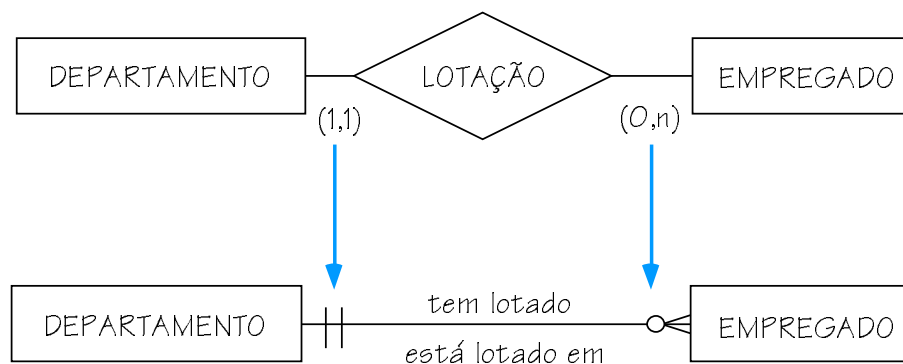 DEPARTAMENTO LOTAÇÃO EMPREGADO
(1,1) (0,n)
tem lotado
DEPARTAMENTO EMPREGADO
está lotado em